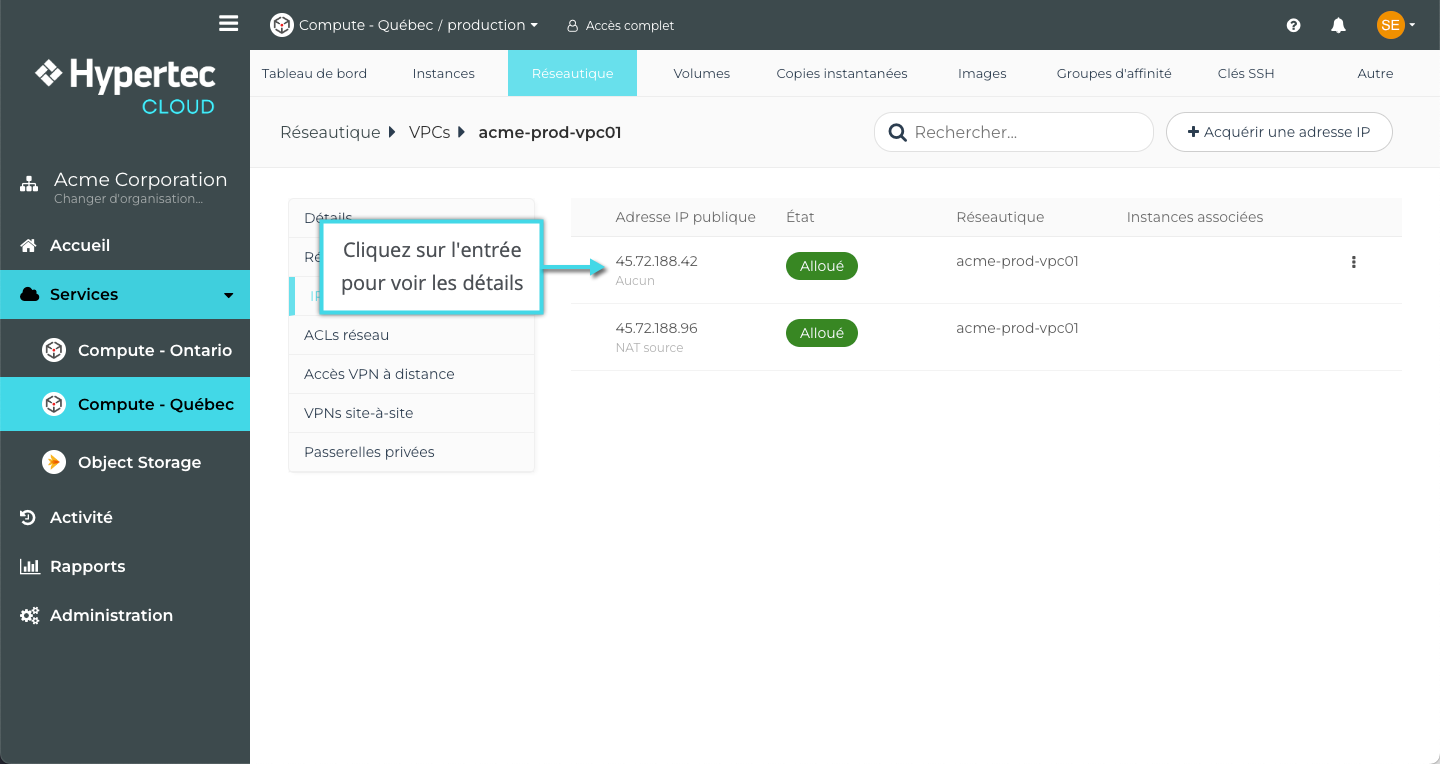 Compute - Québec / production
Accès complet
SE
Hypertec
CLOUD
Tableau de bord
Instances
Réseautique
Volumes
Copies instantanées
Images
Groupes d'affinité
Clés SSH
Autre
Réseautique
VPCs
acme-prod-vpc01
Rechercher...
Acquérir une adresse IP
Acme Corporation
Changer d'organisation...
Accueil
Services
Compute - Ontario
Compute - Québec
Object Storage
Activité
Rapports
Administration
Détails
Cliquez sur l'entrée
pour voir les détails
ACLs réseau
Accès VPN à distance
VPNs site-à-site
Passerelles privées
Adresse IP publique
État
Réseautique
Instances associées
45.72.188.42
Aucun
Alloué
acme-prod-vpc01
45.72.188.96
NAT source
Alloué
acme-prod-vpc01